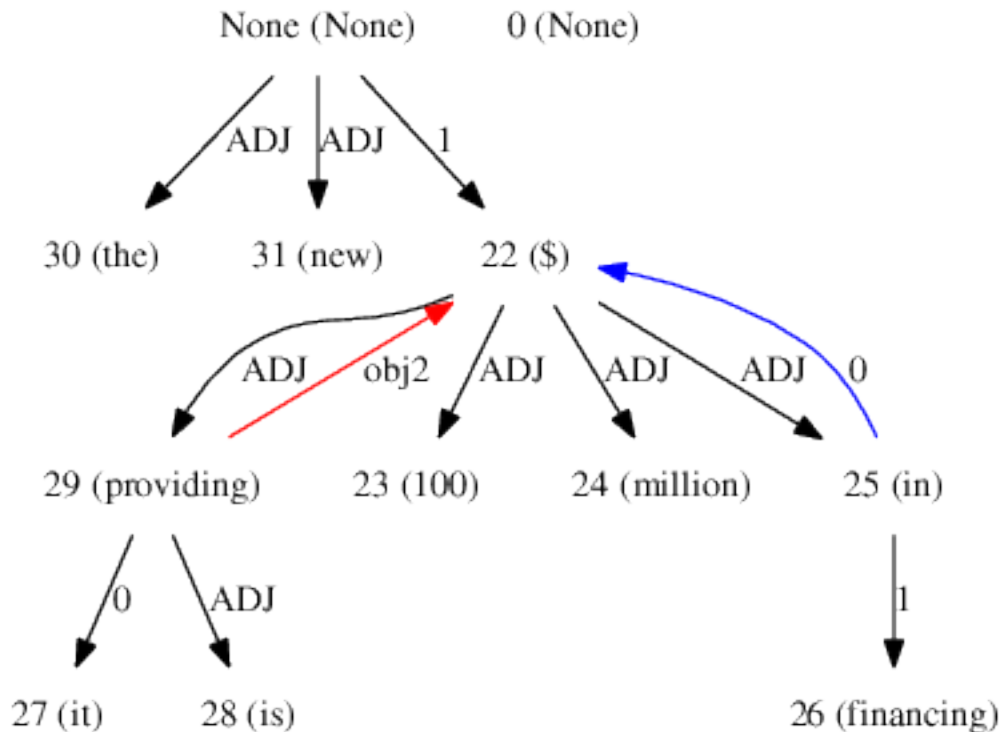 None (None) 0 (None)
ADJ ADJ 1
30 (the) 31 (new) 22 ($)
ADJ obj2 ADJ ADJ ADJ 0
29 (providing) 23 (100) 24 (million) 25 (in)
0 ADJ 1
27 (it) 28 (is) 26 (financing)